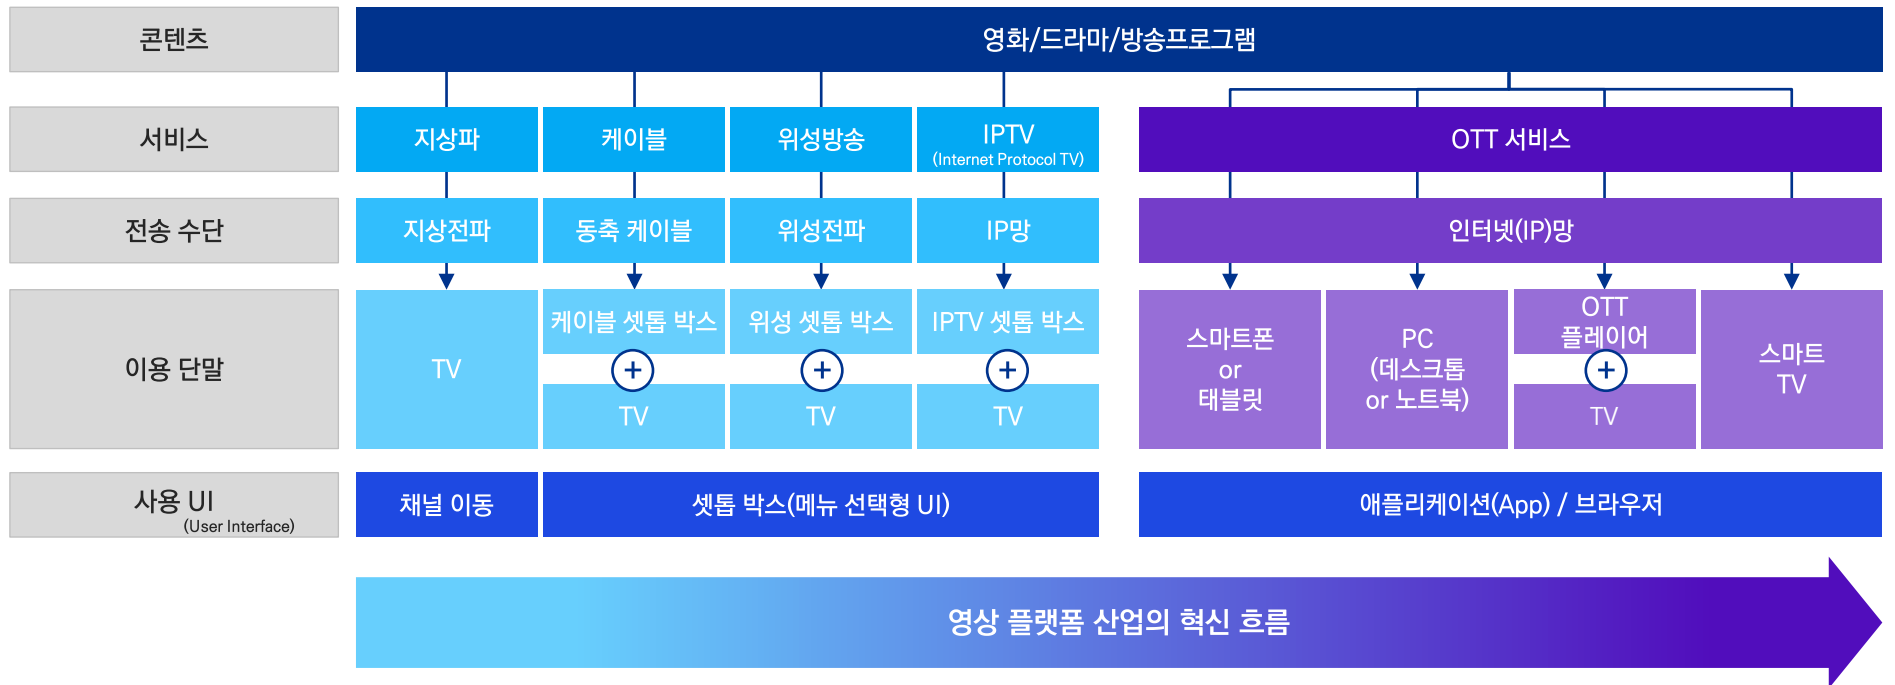 콘텐츠
영화/드라마/방송프로그램
서비스
지상파
케이블
위성방송
IPTV
(Internet Protocol TV)
OTT 서비스
전송 수단
지상전파
동축 케이블
위성전파
IP망
인터넷(IP)망
이용 단말
TV
케이블 셋톱 박스
+
TV
위성 셋톱 박스
+
TV
IPTV 셋톱 박스
+
TV
스마트폰
or
태블릿
PC
(데스크톱
or 노트북)
OTT
플레이어
+
TV
스마트
TV
사용 UI
(User Interface)
채널 이동
셋톱 박스(메뉴 선택형 UI)
애플리케이션(App) / 브라우저
영상 플랫폼 산업의 혁신 흐름